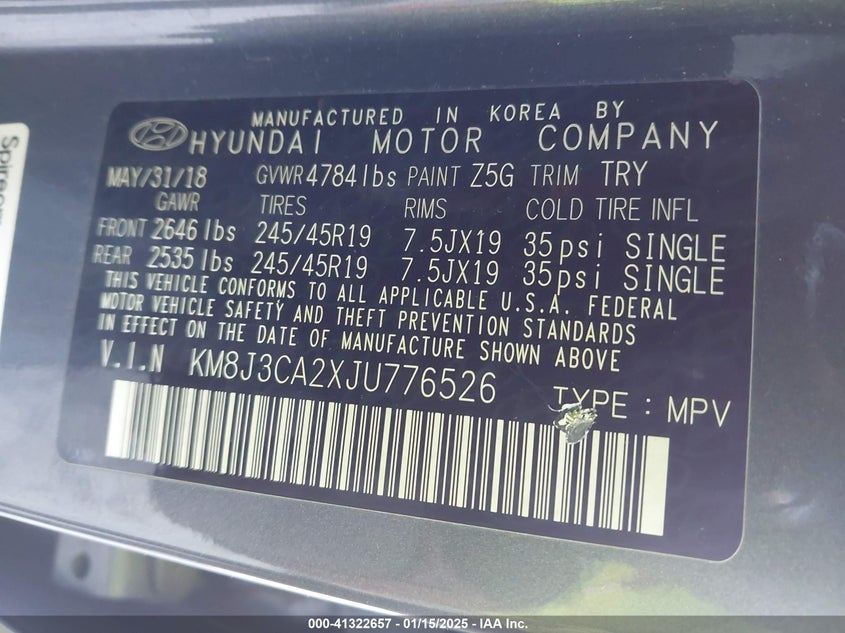 MANUFACTURED IN KOREA BY
HYUNDAI MOTOR COMPANY
MAY/31/18 GVWR 4784 lbs PAINT Z5G TRIM TRY
GAWR TIRES RIMS COLD TIRE INFL
FRONT 2646 lbs 245/45R19 7.5JX19 35psi SINGLE
REAR 2535 lbs 245/45R19 7.5JX19 35psi SINGLE
THIS VEHICLE CONFORMS TO ALL APPLICABLE U.S.A. FEDERAL
MOTOR VEHICLE SAFETY AND THEFT PREVENTION STANDARDS
IN EFFECT ON THE DATE OF MANUFACTURE SHOWN ABOVE
V.I.N KM8J3CA2XJU776526 TYPE : MPV
000-41322657 - 01/15/2025 - IAA Inc.